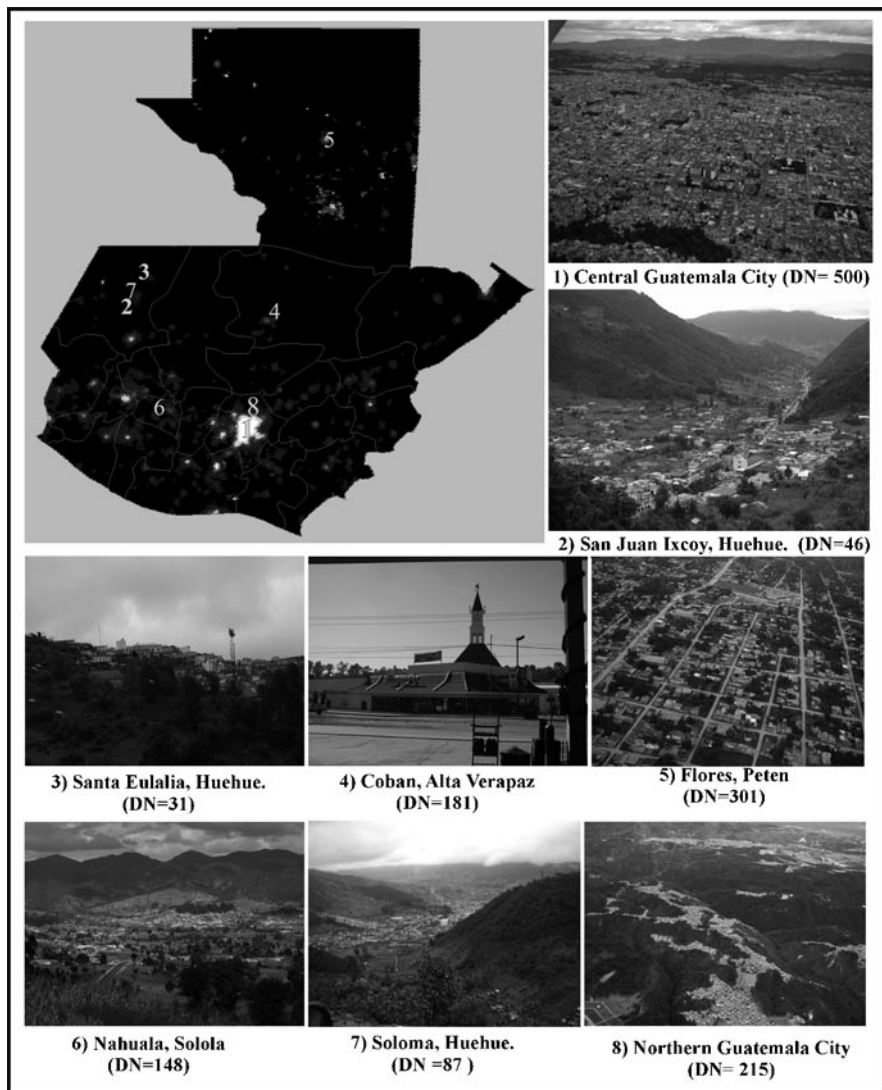 5
3
7
2
4
6
8
1
1) Central Guatemala City (DN= 500)
2) San Juan Ixcoy, Huehue. (DN=46)
3) Santa Eulalia, Huehue.
(DN=31)
4) Coban, Alta Verapaz
(DN=181)
5) Flores, Peten
(DN=301)
6) Nahuala, Solola
(DN=148)
7) Soloma, Huehue.
(DN =87 )
8) Northern Guatemala City
(DN= 215)